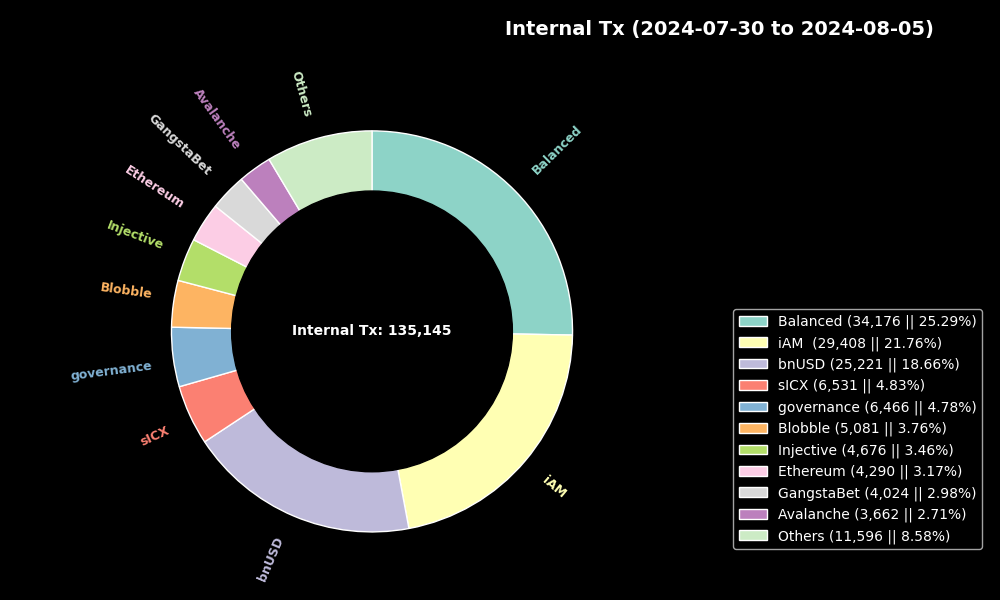 Internal Tx (2024-07-30 to 2024-08-05)
Others
Avalanche
Balanced
GangstaBet
Ethereum
Injective
Blobble
Internal Tx: 135,145
governance
sICX
iAM
bnUSD
Balanced (34,176 || 25.29%)
iAM  (29,408 || 21.76%)
bnUSD (25,221 || 18.66%)
sICX (6,531 || 4.83%)
governance (6,466 || 4.78%)
Blobble (5,081 || 3.76%)
Injective (4,676 || 3.46%)
Ethereum (4,290 || 3.17%)
GangstaBet (4,024 || 2.98%)
Avalanche (3,662 || 2.71%)
Others (11,596 || 8.58%)